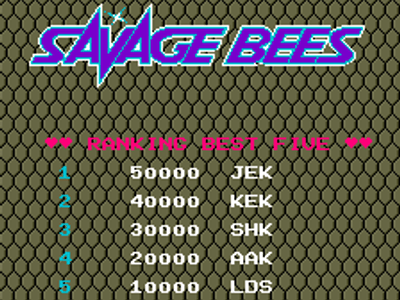 SAVAGE BEES
♥♥ RANKING BEST FIVE ♥♥
1 50000 JEK
2 40000 KEK
3 30000 SHK
4 20000 AAK
5 10000 LDS